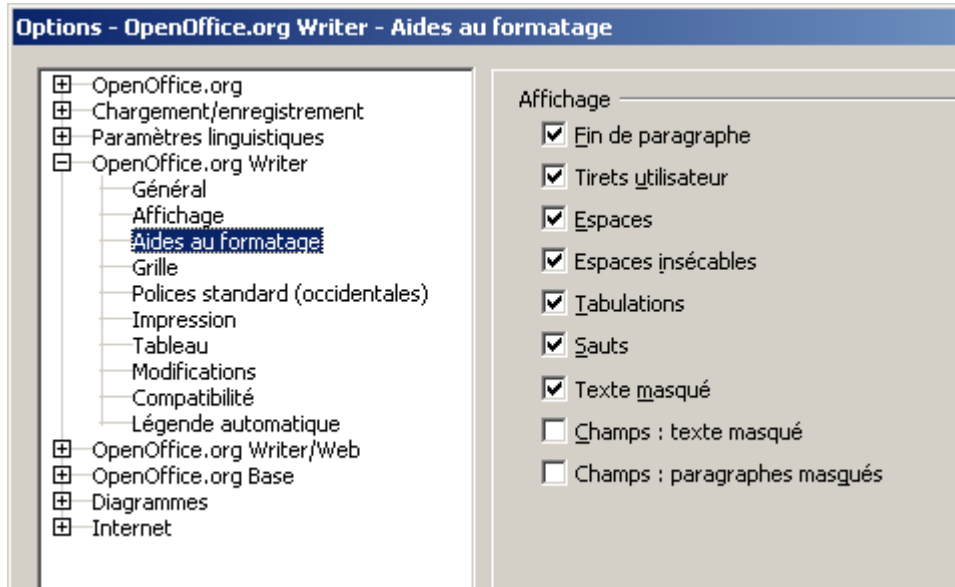 Options - OpenOffice.org Writer - Aides au formatage
OpenOffice.org
Chargement/enregistrement
Paramètres linguistiques
OpenOffice.org Writer
Général
Affichage
Aides au formatage
Grille
Polices standard (occidentales)
Impression
Tableau
Modifications
Compatibilité
Légende automatique
OpenOffice.org Writer/Web
OpenOffice.org Base
Diagrammes
Internet
Affichage
Fin de paragraphe
Tirets utilisateur
Espaces
Espaces insécables
Tabulations
Sauts
Texte masqué
Champs : texte masqué
Champs : paragraphes masqués